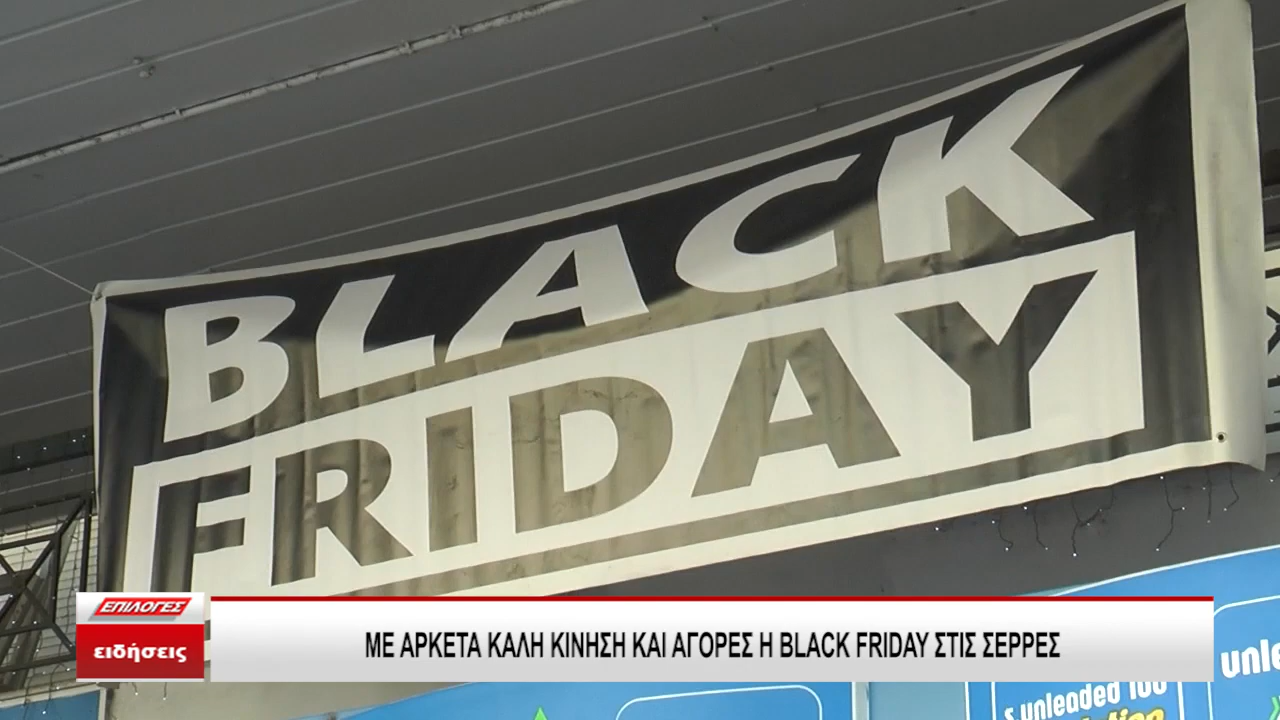 BLACK
FRIDAY
ΕΠΙΛΟΓΕΣ
ειδήσεις
ΜΕ ΑΡΚΕΤΑ ΚΑΛΗ ΚΙΝΗΣΗ ΚΑΙ ΑΓΟΡΕΣ Η BLACK FRIDAY ΣΤΙΣ ΣΕΡΡΕΣ
unleaded 100